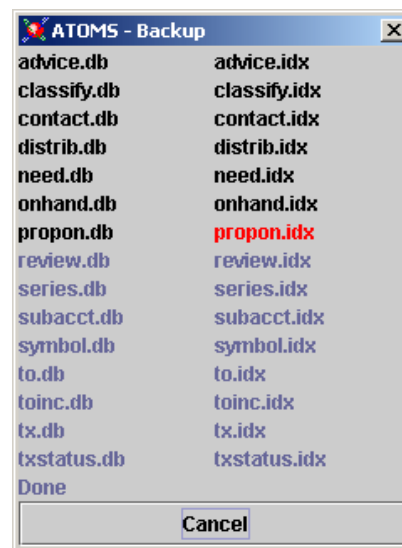 ATOMS - Backup
advice.db advice.idx
classify.db classify.idx
contact.db contact.idx
distrib.db distrib.idx
need.db need.idx
onhand.db onhand.idx
propon.db propon.idx
review.db review.idx
series.db series.idx
subacct.db subacct.idx
symbol.db symbol.idx
to.db to.idx
toinc.db toinc.idx
tx.db tx.idx
txstatus.db txstatus.idx
Done
Cancel